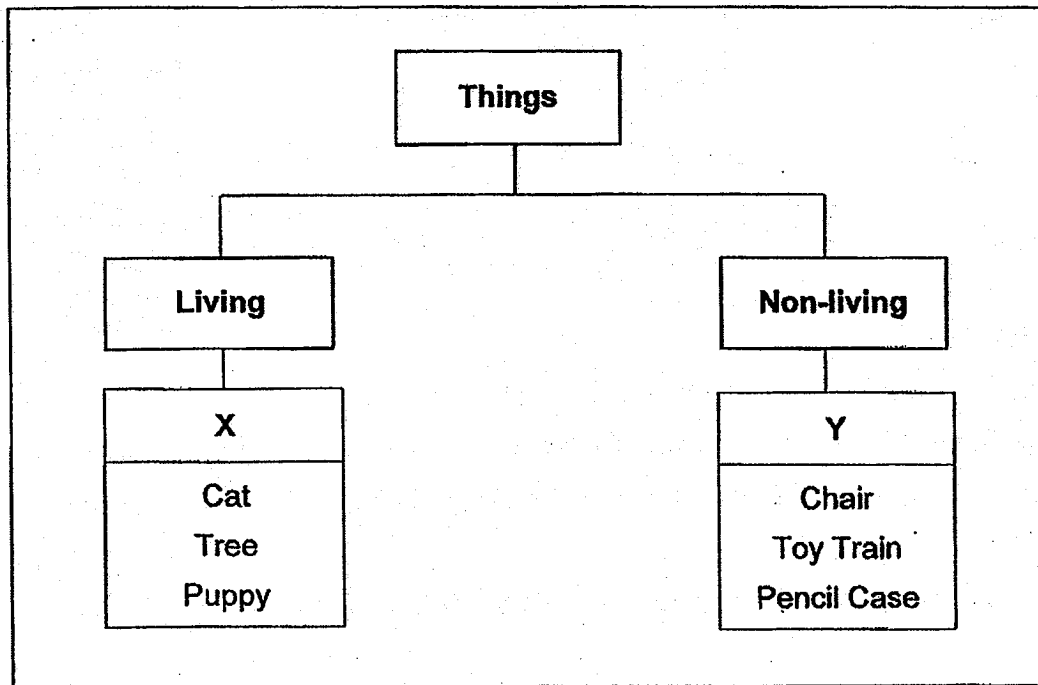 Things
Living
Non-living
X
Cat
Tree
Puppy
Y
Chair
Toy Train
Pencil Case